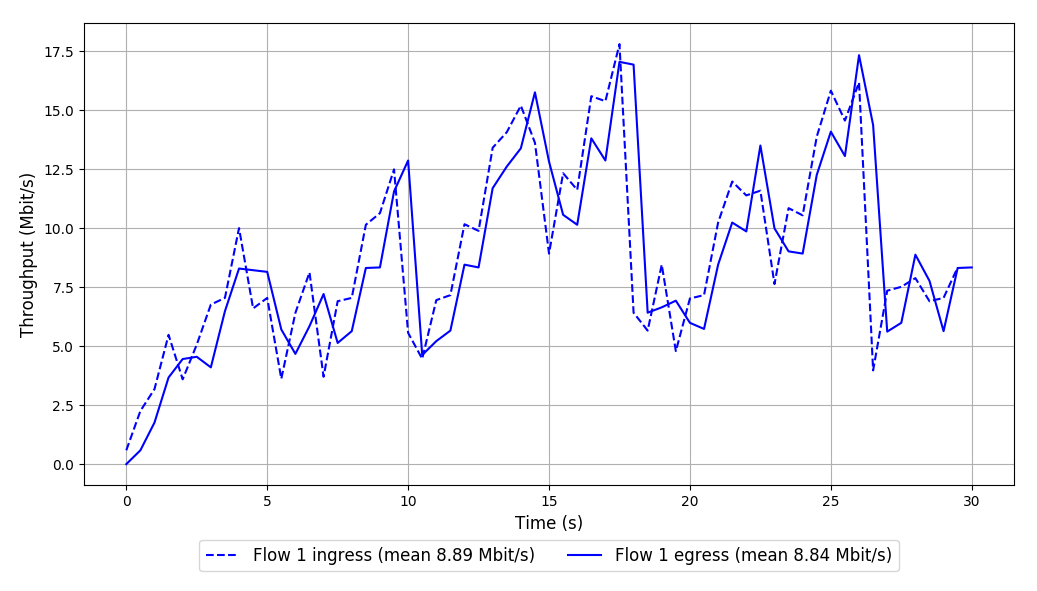 17.5
15.0
12.5
10.0
7.5
5.0
2.5
0.0
Throughput (Mbit/s)
0 5 10 15 20 25 30
Time (s)
Flow 1 ingress (mean 8.89 Mbit/s) Flow 1 egress (mean 8.84 Mbit/s)